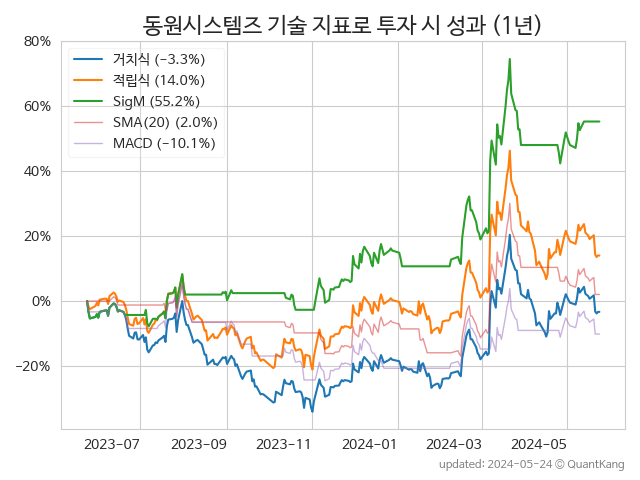 동원시스템즈 기술 지표로 투자 시 성과 (1년)
80%
60%
40%
20%
0%
−20%
거치식 (−3.3%)
적립식 (14.0%)
SigM (55.2%)
SMA(20) (2.0%)
MACD (−10.1%)
2023-07
2023-09
2023-11
2024-01
2024-03
2024-05
updated: 2024-05-24 © QuantKang